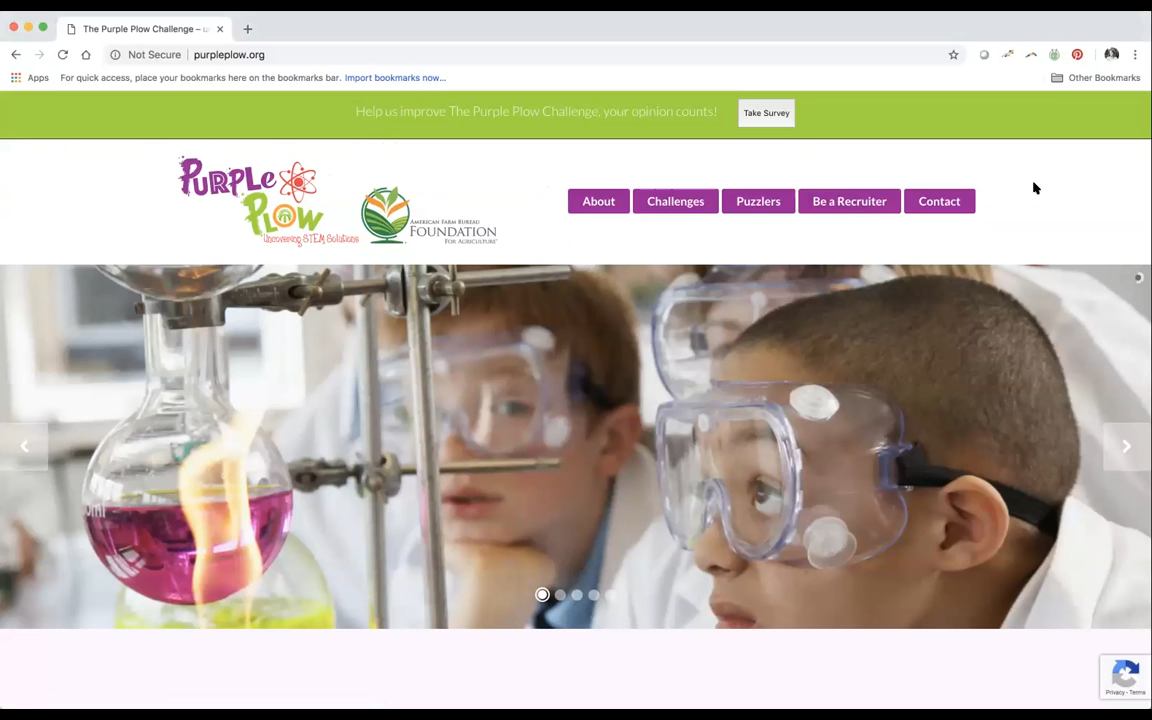 The Purple Plow Challenge – u
Not Secure | purpleplow.org
Apps For quick access, place your bookmarks here on the bookmarks bar. Import bookmarks now... Other Bookmarks
Help us improve The Purple Plow Challenge, your opinion counts! Take Survey
PURPLE
PLOW
Uncovering STEM Solutions
AMERICAN FARM BUREAU
FOUNDATION
FOR AGRICULTURE®
About Challenges Puzzlers Be a Recruiter Contact
Privacy - Terms